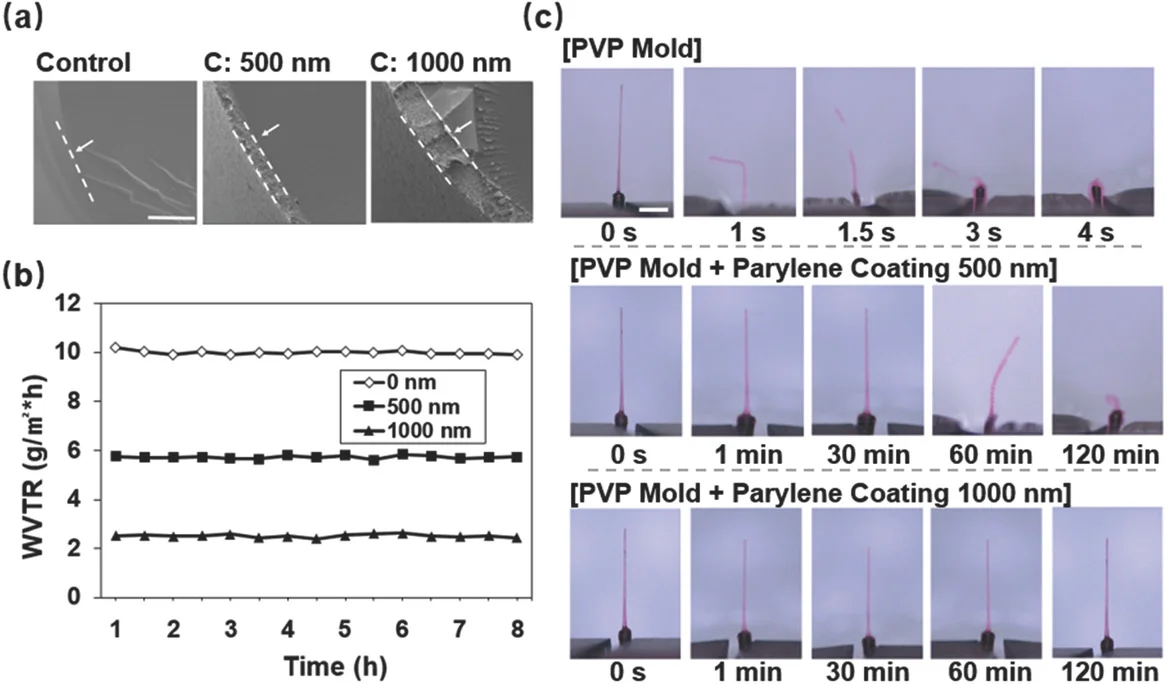 (a)
Control
C: 500 nm
C: 1000 nm
(b)
12
10
8
6
4
2
0
WVTR (g/m²*h)
0 nm
500 nm
1000 nm
1 2 3 4 5 6 7 8
Time (h)
(c)
[PVP Mold]
0 s 1 s 1.5 s 3 s 4 s
[PVP Mold + Parylene Coating 500 nm]
0 s 1 min 30 min 60 min 120 min
[PVP Mold + Parylene Coating 1000 nm]
0 s 1 min 30 min 60 min 120 min